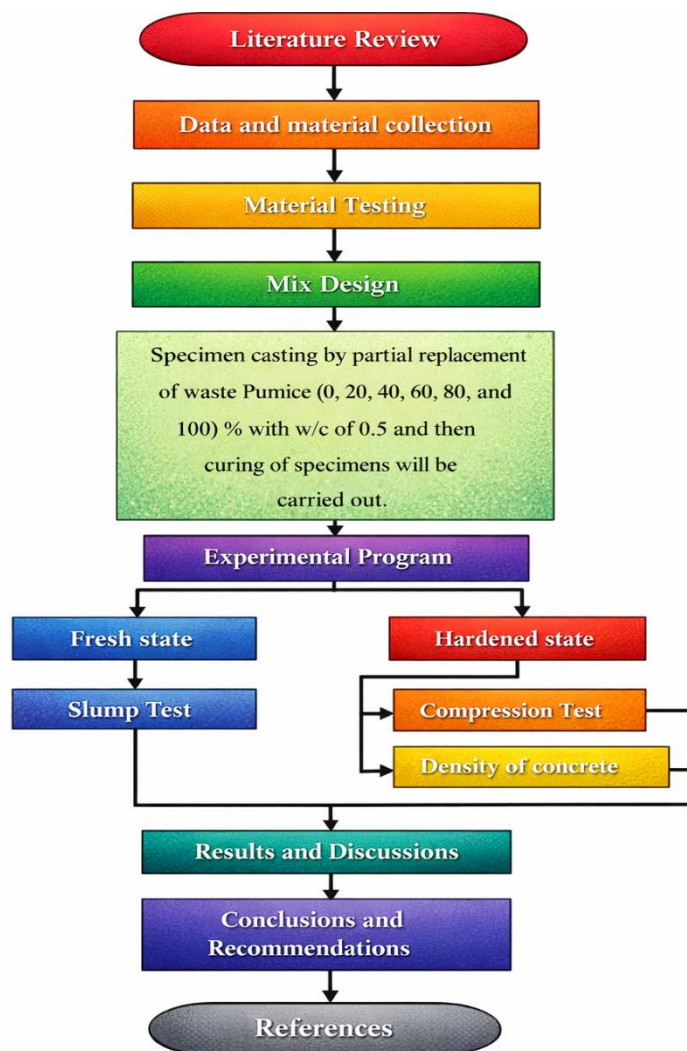 Literature Review
Data and material collection
Material Testing
Mix Design
Specimen casting by partial replacement
of waste Pumice (0, 20, 40, 60, 80, and
100) % with w/c of 0.5 and then
curing of specimens will be
carried out.
Experimental Program
Fresh state
Hardened state
Slump Test
Compression Test
Density of concrete
Results and Discussions
Conclusions and
Recommendations
References